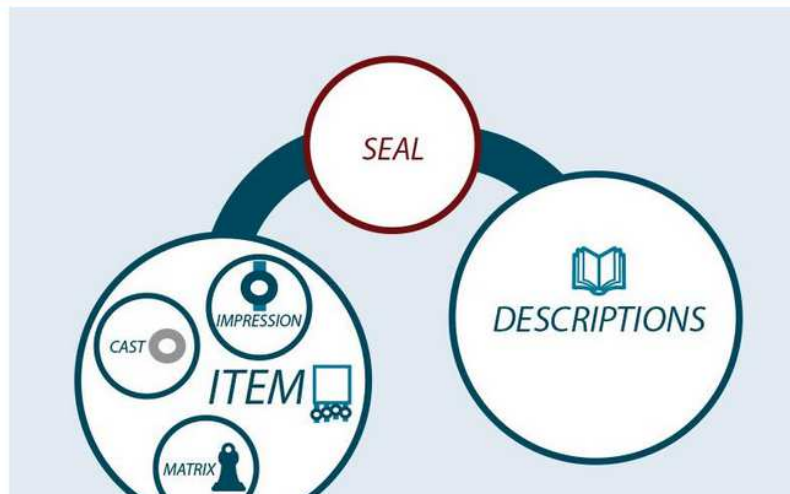 SEAL
IMPRESSION
CAST
ITEM
MATRIX
DESCRIPTIONS